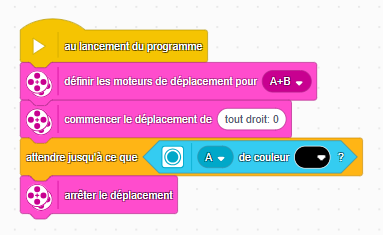 au lancement du programme
définir les moteurs de déplacement pour A+B
commencer le déplacement de tout droit: 0
attendre jusqu'à ce que A de couleur ?
arrêter le déplacement